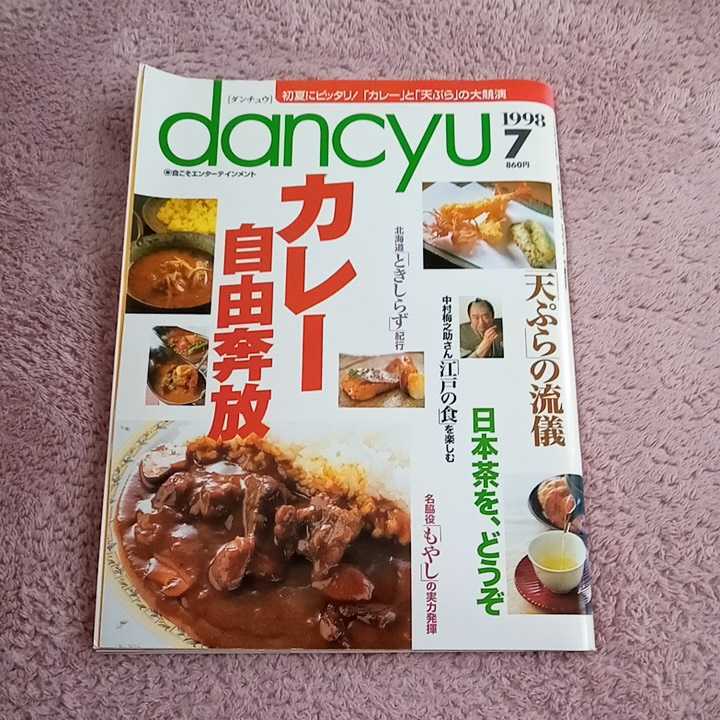 初夏にピッタリ!「カレー」と「天ぷら」の大競演
[ダンチュウ]
dancyu
1998
7
860円
食こそエンターテインメント
カレー
自由奔放
北海道「ときしらず」紀行
天ぷら」の流儀
中村梅之助さん「江戸の食」を楽しむ
日本茶を、どうぞ
名脇役「もやし」の実力発揮